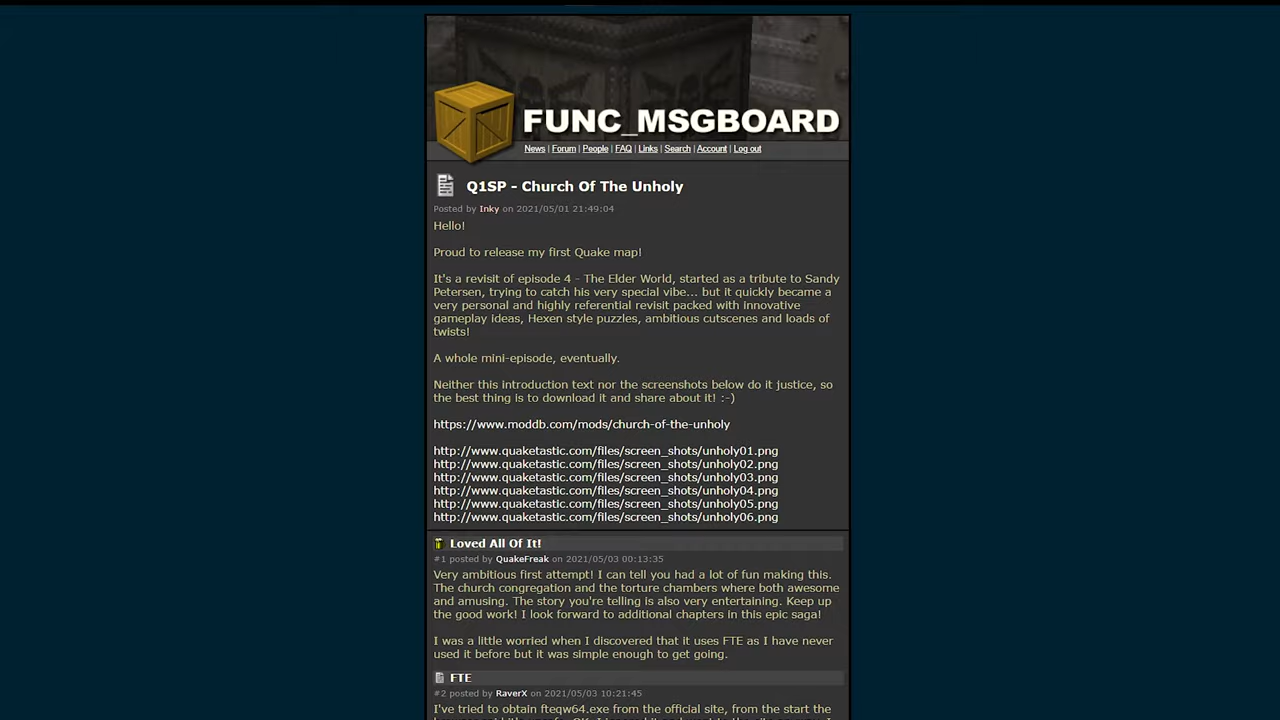 FUNC_MSGBOARD
News | Forum | People | FAQ | Links | Search | Account | Log out
Q1SP - Church Of The Unholy
Posted by Inky on 2021/05/01 21:49:04
Hello!
Proud to release my first Quake map!
It's a revisit of episode 4 - The Elder World, started as a tribute to Sandy
Petersen, trying to catch his very special vibe... but it quickly became a
very personal and highly referential revisit packed with innovative
gameplay ideas, Hexen style puzzles, ambitious cutscenes and loads of
twists!
A whole mini-episode, eventually.
Neither this introduction text nor the screenshots below do it justice, so
the best thing is to download it and share about it! :-)
https://www.moddb.com/mods/church-of-the-unholy
http://www.quaketastic.com/files/screen_shots/unholy01.png
http://www.quaketastic.com/files/screen_shots/unholy02.png
http://www.quaketastic.com/files/screen_shots/unholy03.png
http://www.quaketastic.com/files/screen_shots/unholy04.png
http://www.quaketastic.com/files/screen_shots/unholy05.png
http://www.quaketastic.com/files/screen_shots/unholy06.png
Loved All Of It!
#1 posted by QuakeFreak on 2021/05/03 00:13:35
Very ambitious first attempt! I can tell you had a lot of fun making this.
The church congregation and the torture chambers where both awesome
and amusing. The story you're telling is also very entertaining. Keep up
the good work! I look forward to additional chapters in this epic saga!
I was a little worried when I discovered that it uses FTE as I have never
used it before but it was simple enough to get going.
FTE
#2 posted by RaverX on 2021/05/03 10:21:45
I've tried to obtain fteqw64.exe from the official site, from the start the